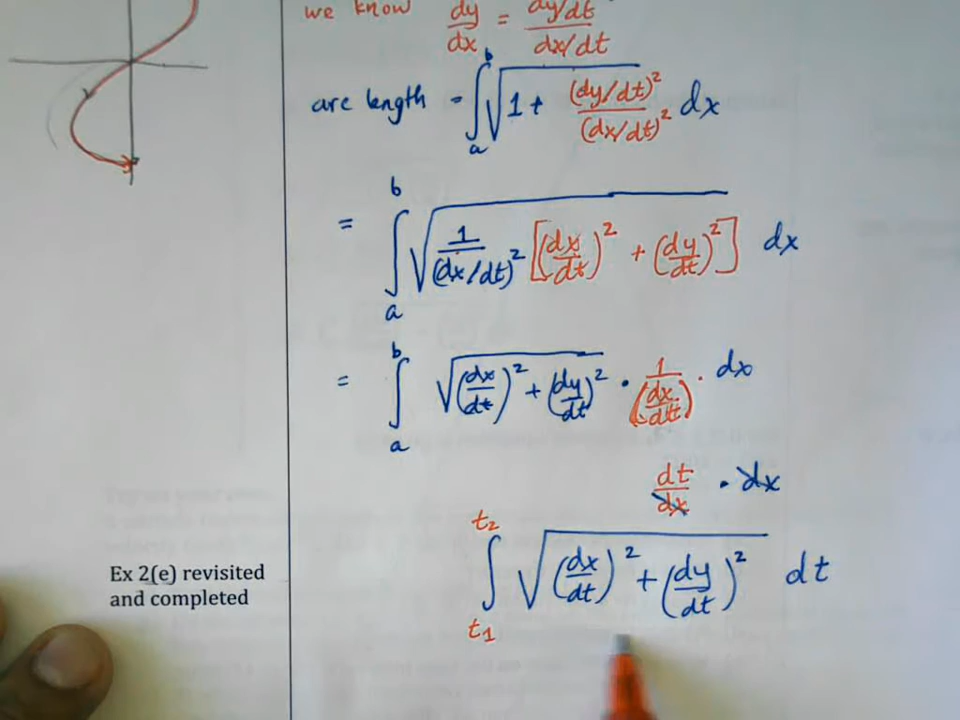 we know dy/dx = dy/dt / dx/dt
arc length = ∫_a^b √(1 + (dy/dt)²/(dx/dt)²) dx
= ∫_a^b √(1/(dx/dt)² [(dx/dt)² + (dy/dt)²]) dx
= ∫_a^b √((dx/dt)² + (dy/dt)²) · 1/(dx/dt) · dx
dt/dx · dx
∫_t1^t2 √((dx/dt)² + (dy/dt)²) dt
Ex 2(e) revisited
and completed